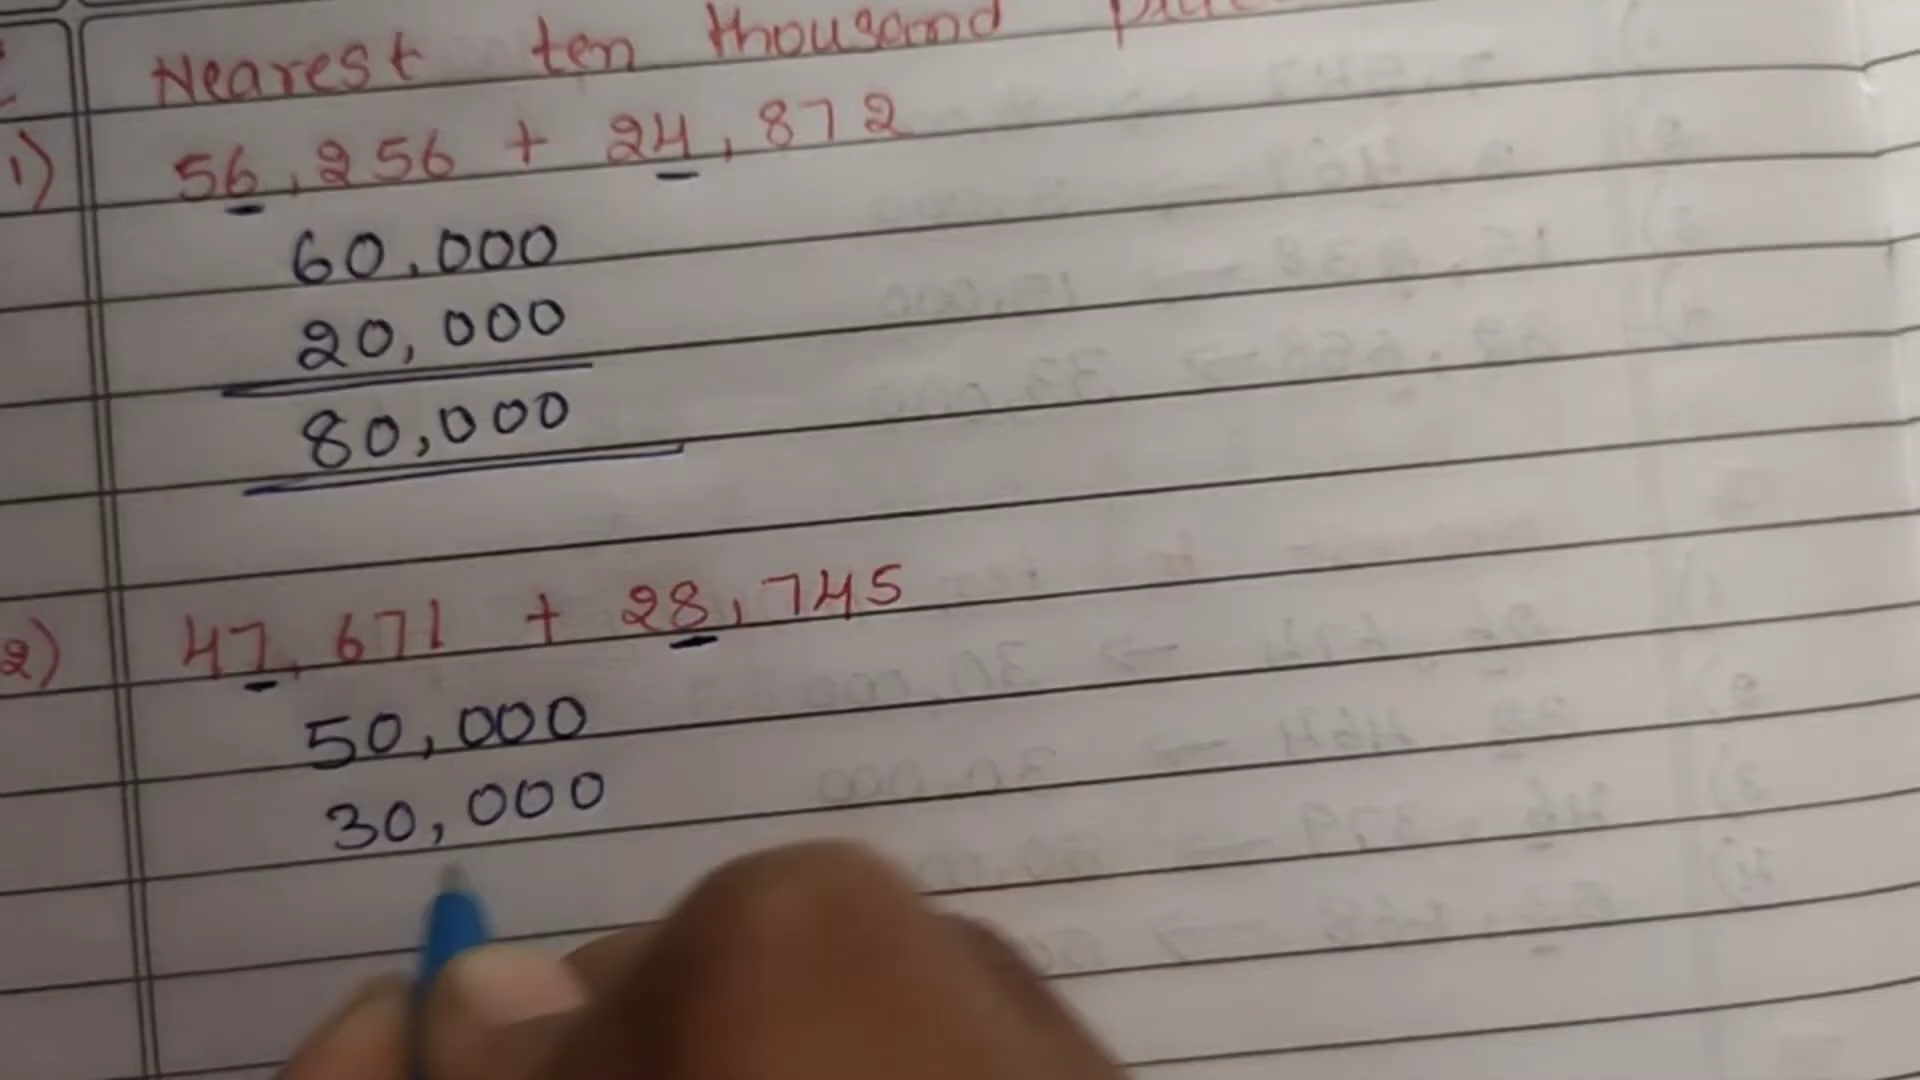 Nearest ten thousand
1) 56,256 + 24,872
60,000
20,000
80,000
2) 47,671 + 28,745
50,000
30,000